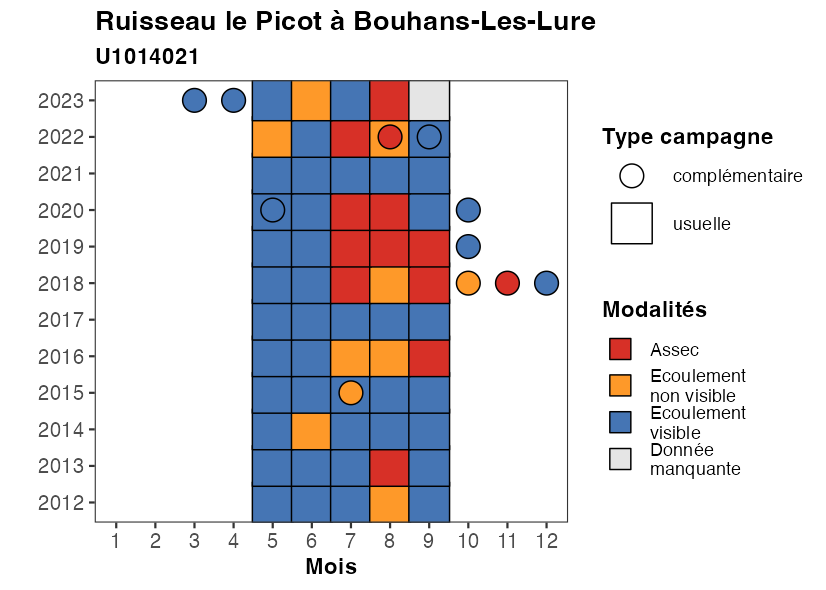 Ruisseau le Picot à Bouhans-Les-Lure
U1014021
2023
2022
2021
2020
2019
2018
2017
2016
2015
2014
2013
2012
1 2 3 4 5 6 7 8 9 10 11 12
Mois
Type campagne
complémentaire
usuelle
Modalités
Assec
Ecoulement
non visible
Ecoulement
visible
Donnée
manquante